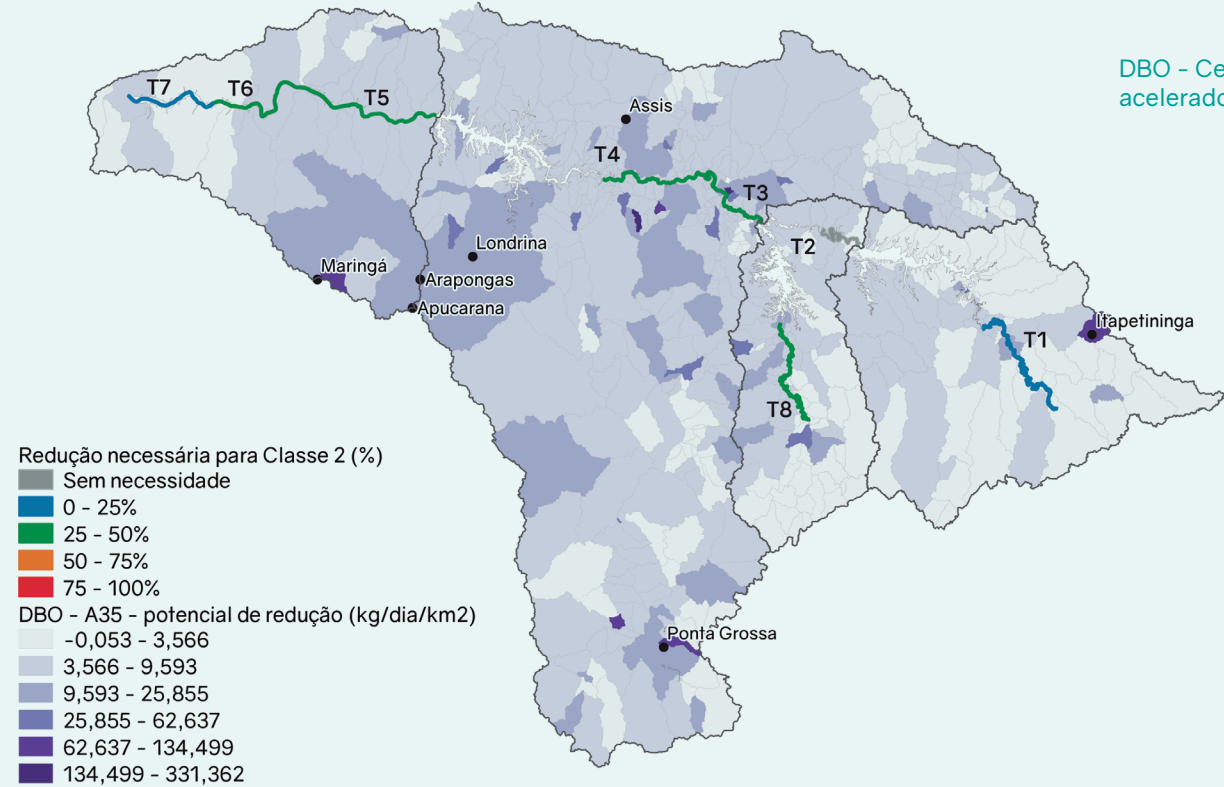 DBO - Ce
acelerado
T7
T6
T5
Assis
T4
T3
T2
Londrina
Maringá
Arapongas
Apucarana
Itapetininga
T1
T8
Ponta Grossa
Redução necessária para Classe 2 (%)
Sem necessidade
0 - 25%
25 - 50%
50 - 75%
75 - 100%
DBO - A35 - potencial de redução (kg/dia/km2)
-0,053 - 3,566
3,566 - 9,593
9,593 - 25,855
25,855 - 62,637
62,637 - 134,499
134,499 - 331,362